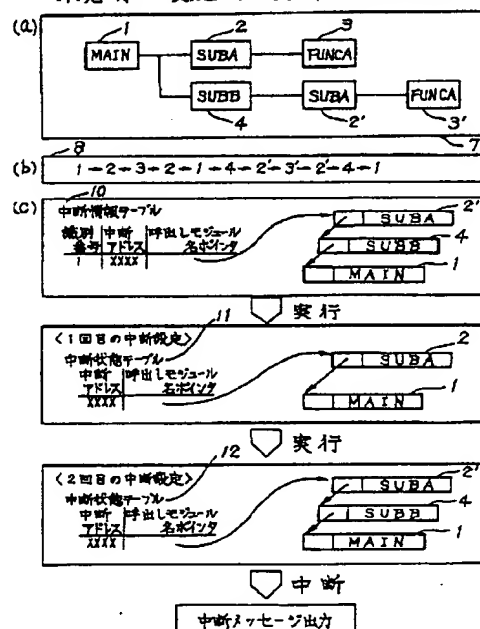 (a)
1 2 3
MAIN SUBA FUNCA
SUBB SUBA FUNCA
4 2' 3'
7
8
(b) 1→2→3→2→1→4→2'→3'→2'→4→1
10
(c) 中断情報テーブル
識別番号 中断アドレス 呼出しモジュール名ポインタ
1 XXXX
SUBA 2'
SUBB 4
MAIN 1
実行
〈1回目の中断設定〉 11
中断状態テーブル
中断アドレス 呼出しモジュール名ポインタ
XXXX
SUBA 2
MAIN 1
実行
〈2回目の中断設定〉 12
中断状態テーブル
中断アドレス 呼出しモジュール名ポインタ
XXXX
SUBA 2'
SUBB 4
MAIN 1
中断
中断メッセージ出力